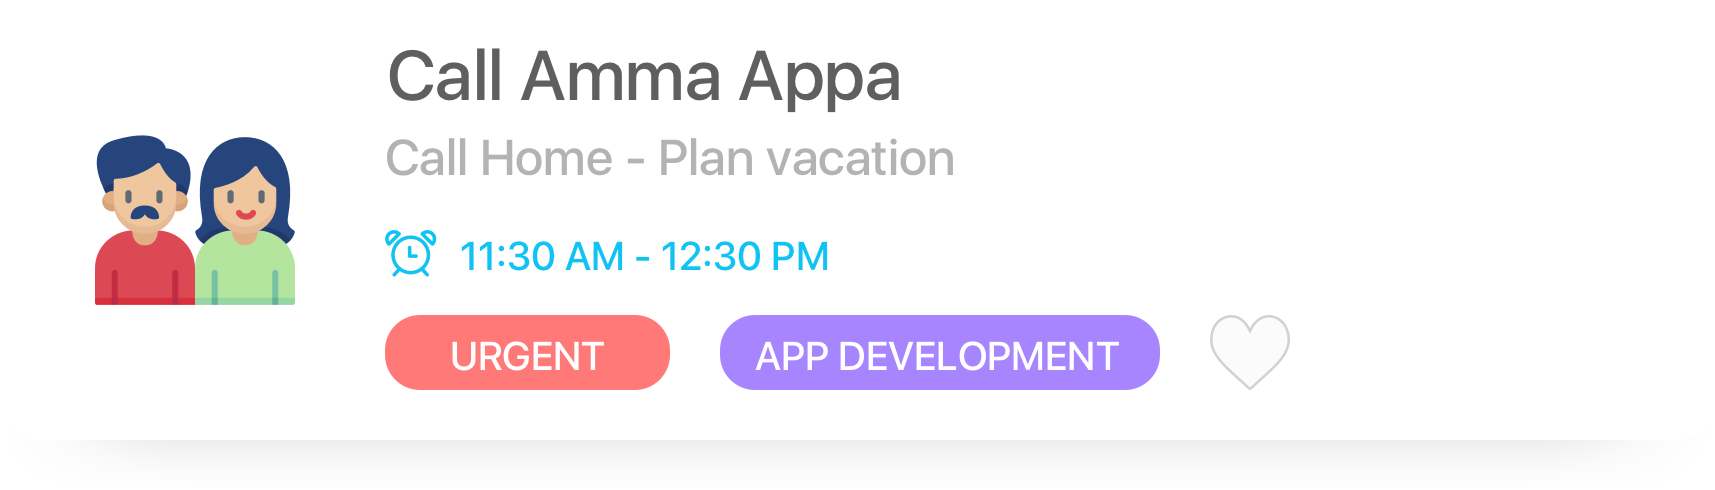 Call Amma Appa
Call Home - Plan vacation
11:30 AM - 12:30 PM
URGENT
APP DEVELOPMENT